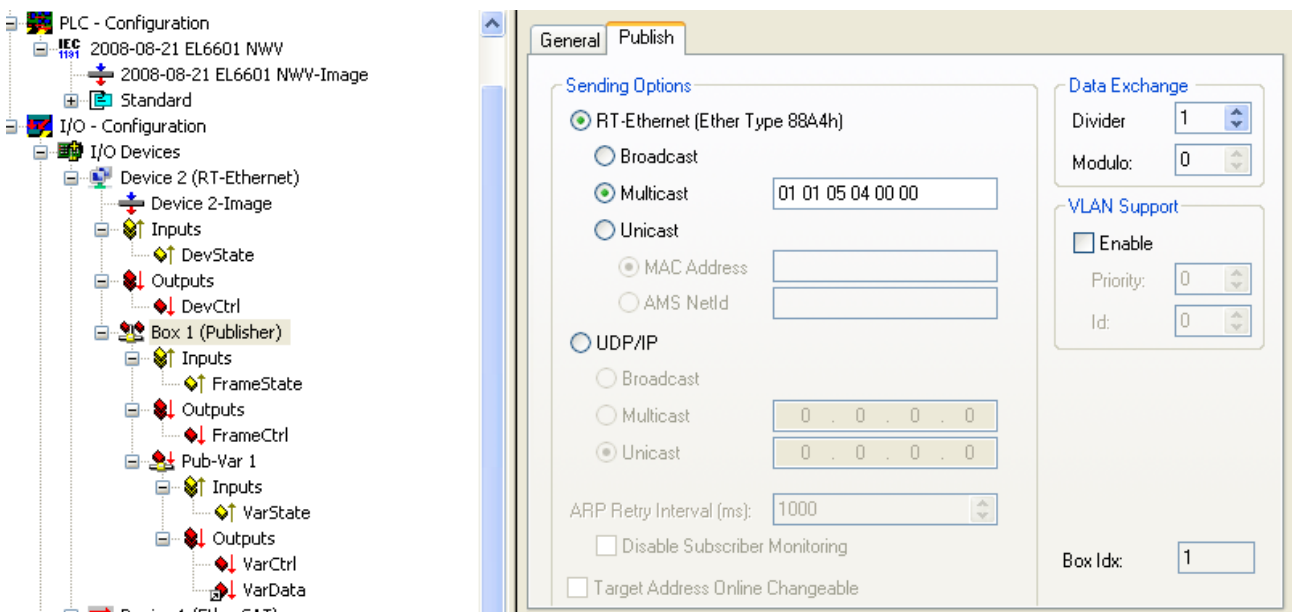 PLC - Configuration
IEC
1131
2008-08-21 EL6601 NWV
2008-08-21 EL6601 NWV-Image
Standard
I/O - Configuration
I/O Devices
Device 2 (RT-Ethernet)
Device 2-Image
Inputs
DevState
Outputs
DevCtrl
Box 1 (Publisher)
Inputs
FrameState
Outputs
FrameCtrl
Pub-Var 1
Inputs
VarState
Outputs
VarCtrl
VarData
General Publish
Sending Options
RT-Ethernet (Ether Type 88A4h)
Broadcast
Multicast 01 01 05 04 00 00
Unicast
MAC Address
AMS NetId
UDP/IP
Broadcast
Multicast 0 . 0 . 0 . 0
Unicast 0 . 0 . 0 . 0
ARP Retry Interval (ms): 1000
Disable Subscriber Monitoring
Target Address Online Changeable
Data Exchange
Divider 1
Modulo: 0
VLAN Support
Enable
Priority: 0
Id: 0
Box Idx: 1